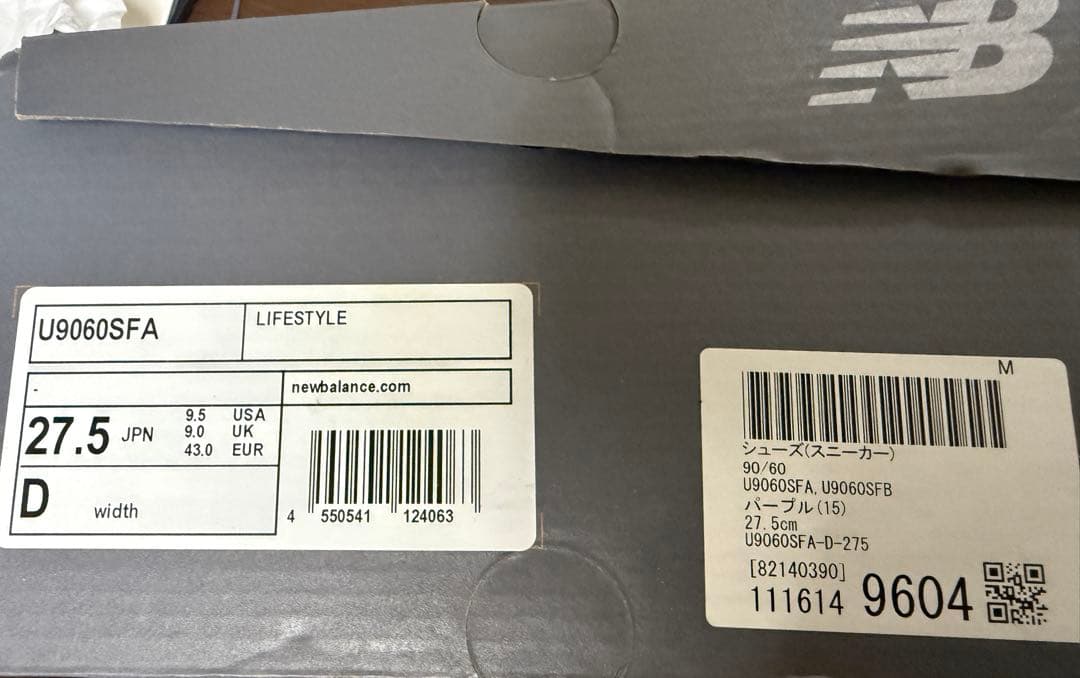 NB
U9060SFA
LIFESTYLE
-
newbalance.com
27.5 JPN
9.5 USA
9.0 UK
43.0 EUR
D width
4 550541 124063
M
シューズ(スニーカー)
90/60
U9060SFA, U9060SFB
パープル(15)
27.5cm
U9060SFA-D-275
[82140390]
111614 9604